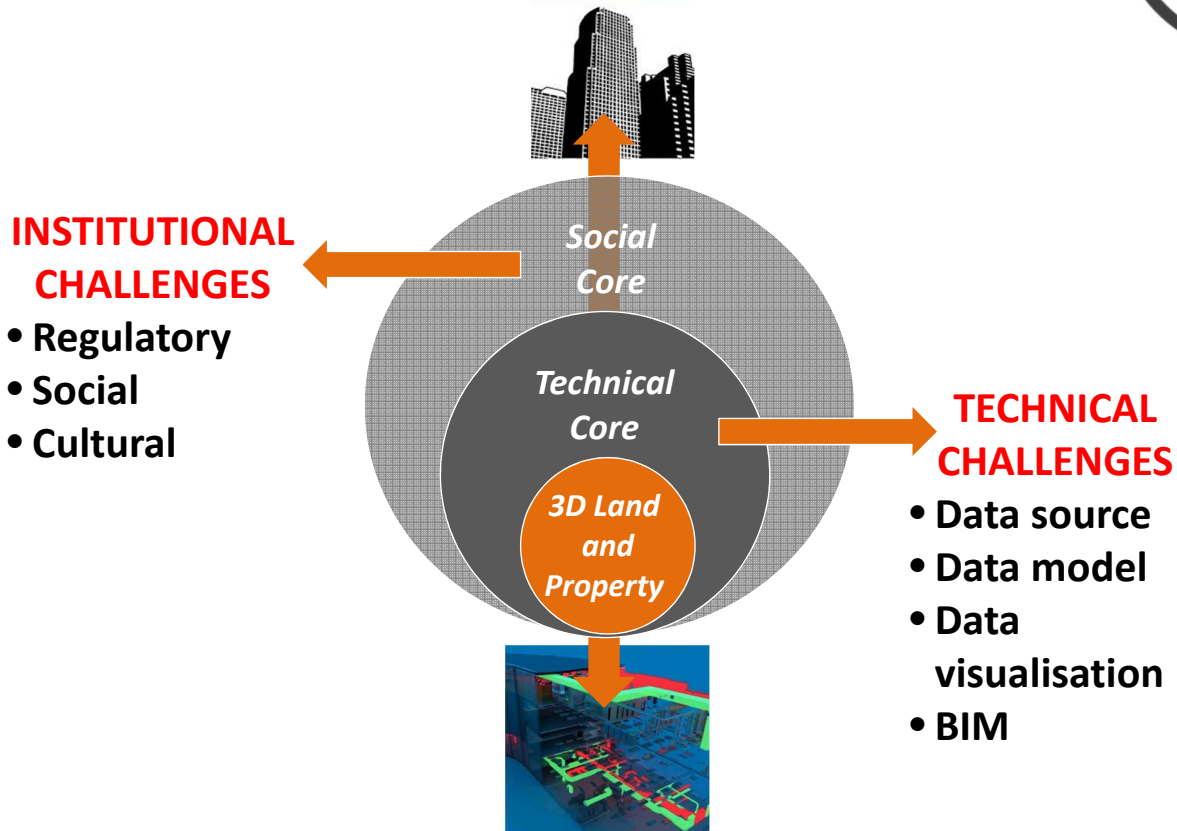 INSTITUTIONAL
CHALLENGES
• Regulatory
• Social
• Cultural
Social
Core
Technical
Core
3D Land
and
Property
TECHNICAL
CHALLENGES
• Data source
• Data model
• Data
visualisation
• BIM